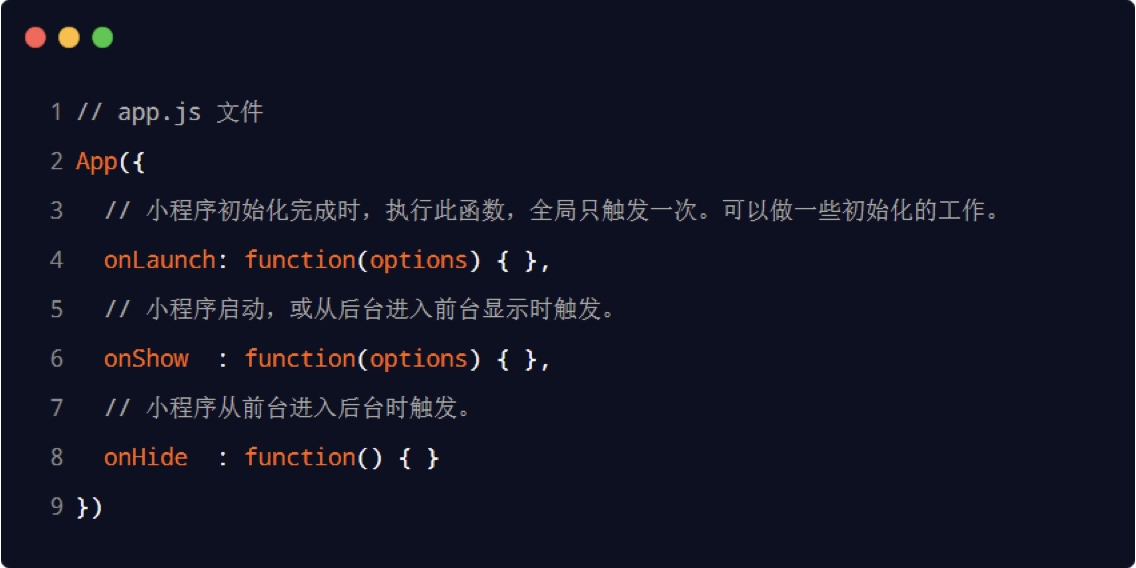 1 // app.js 文件
2 App({
3   // 小程序初始化完成时，执行此函数，全局只触发一次。可以做一些初始化的工作。
4   onLaunch: function(options) { },
5   // 小程序启动，或从后台进入前台显示时触发。
6   onShow  : function(options) { },
7   // 小程序从前台进入后台时触发。
8   onHide  : function() { }
9 })